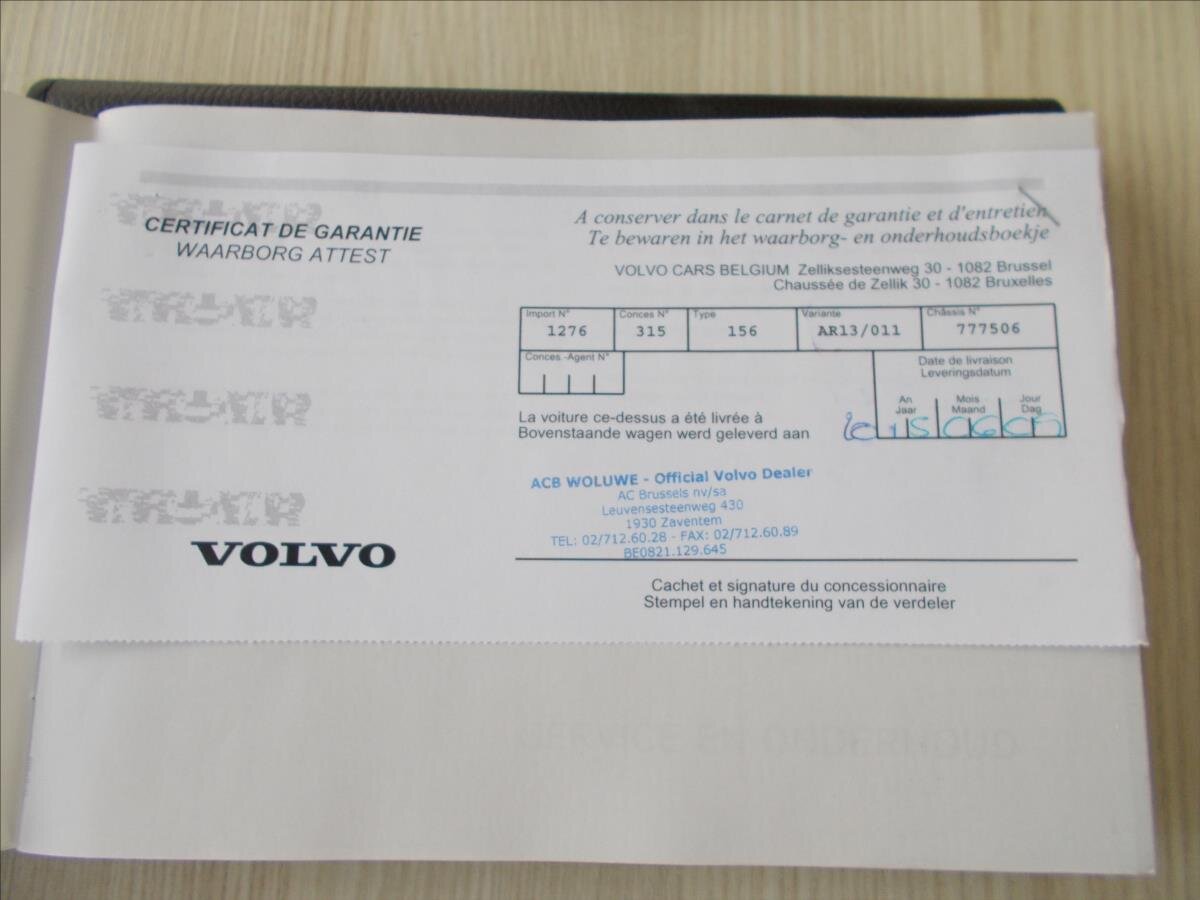 CERTIFICAT DE GARANTIE
WAARBORG ATTEST
A conserver dans le carnet de garantie et d'entretien
Te bewaren in het waarborg- en onderhoudsboekje
VOLVO CARS BELGIUM Zelliksesteenweg 30 - 1082 Brussel
Chaussée de Zellik 30 - 1082 Bruxelles
Import N° Conces N° Type Variante Châssis N°
1276 315 156 AR13/011 777506
Conces.-Agent N°
Date de livraison
Leveringsdatum
An Mois Jour
Jaar Maand Dag
La voiture ce-dessus a été livrée à
Bovenstaande wagen werd geleverd aan
ACB WOLUWE - Official Volvo Dealer
AC Brussels nv/sa
Leuvensesteenweg 430
1930 Zaventem
TEL: 02/712.60.28 - FAX: 02/712.60.89
BE0821.129.645
VOLVO
Cachet et signature du concessionnaire
Stempel en handtekening van de verdeler
SERVICE EN ONDERHOUD